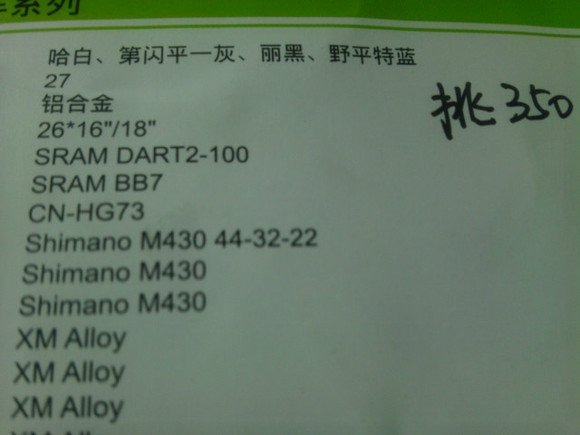 系列
哈白、第闪平一灰、丽黑、野平特蓝
27
铝合金
26*16"/18"
挑350
SRAM DART2-100
SRAM BB7
CN-HG73
Shimano M430 44-32-22
Shimano M430
Shimano M430
XM Alloy
XM Alloy
XM Alloy